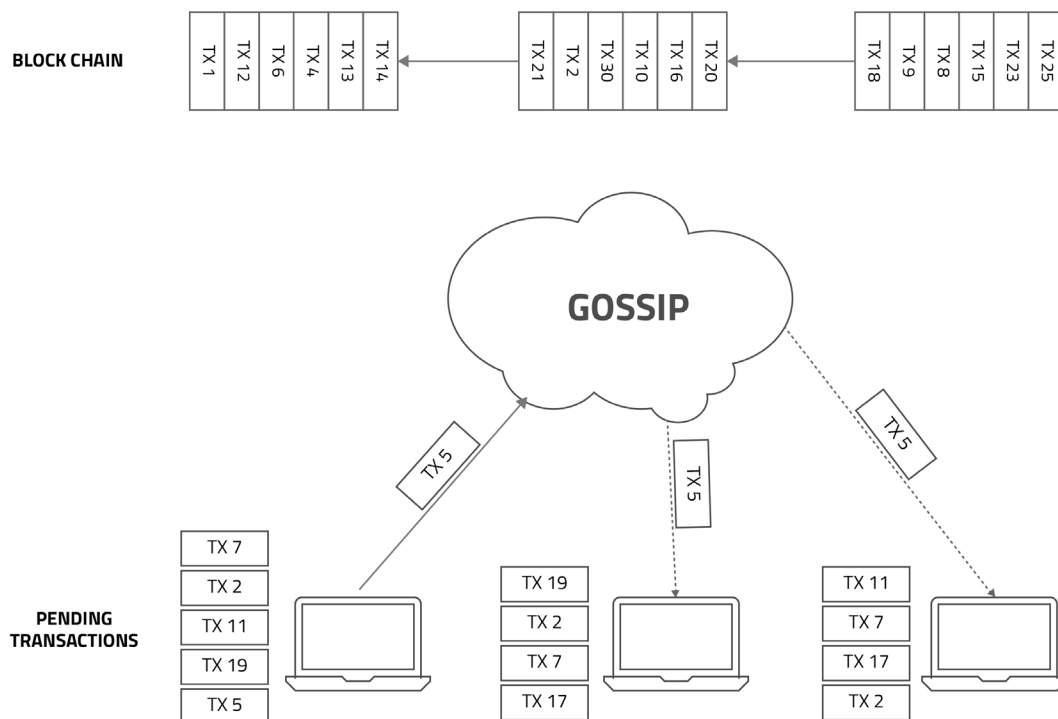 BLOCK CHAIN
TX 1
TX 12
TX 6
TX 4
TX 13
TX 14
TX 21
TX 2
TX 30
TX 10
TX 16
TX 20
TX 18
TX 9
TX 8
TX 15
TX 23
TX 25
GOSSIP
TX 5
TX 5
TX 5
PENDING
TRANSACTIONS
TX 7
TX 2
TX 11
TX 19
TX 5
TX 19
TX 2
TX 7
TX 17
TX 11
TX 7
TX 17
TX 2